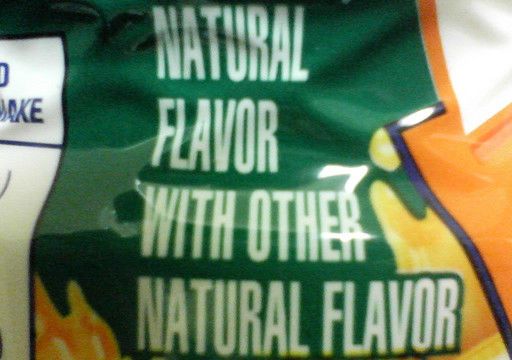 NATURAL
FLAVOR
WITH OTHER
NATURAL FLAVOR